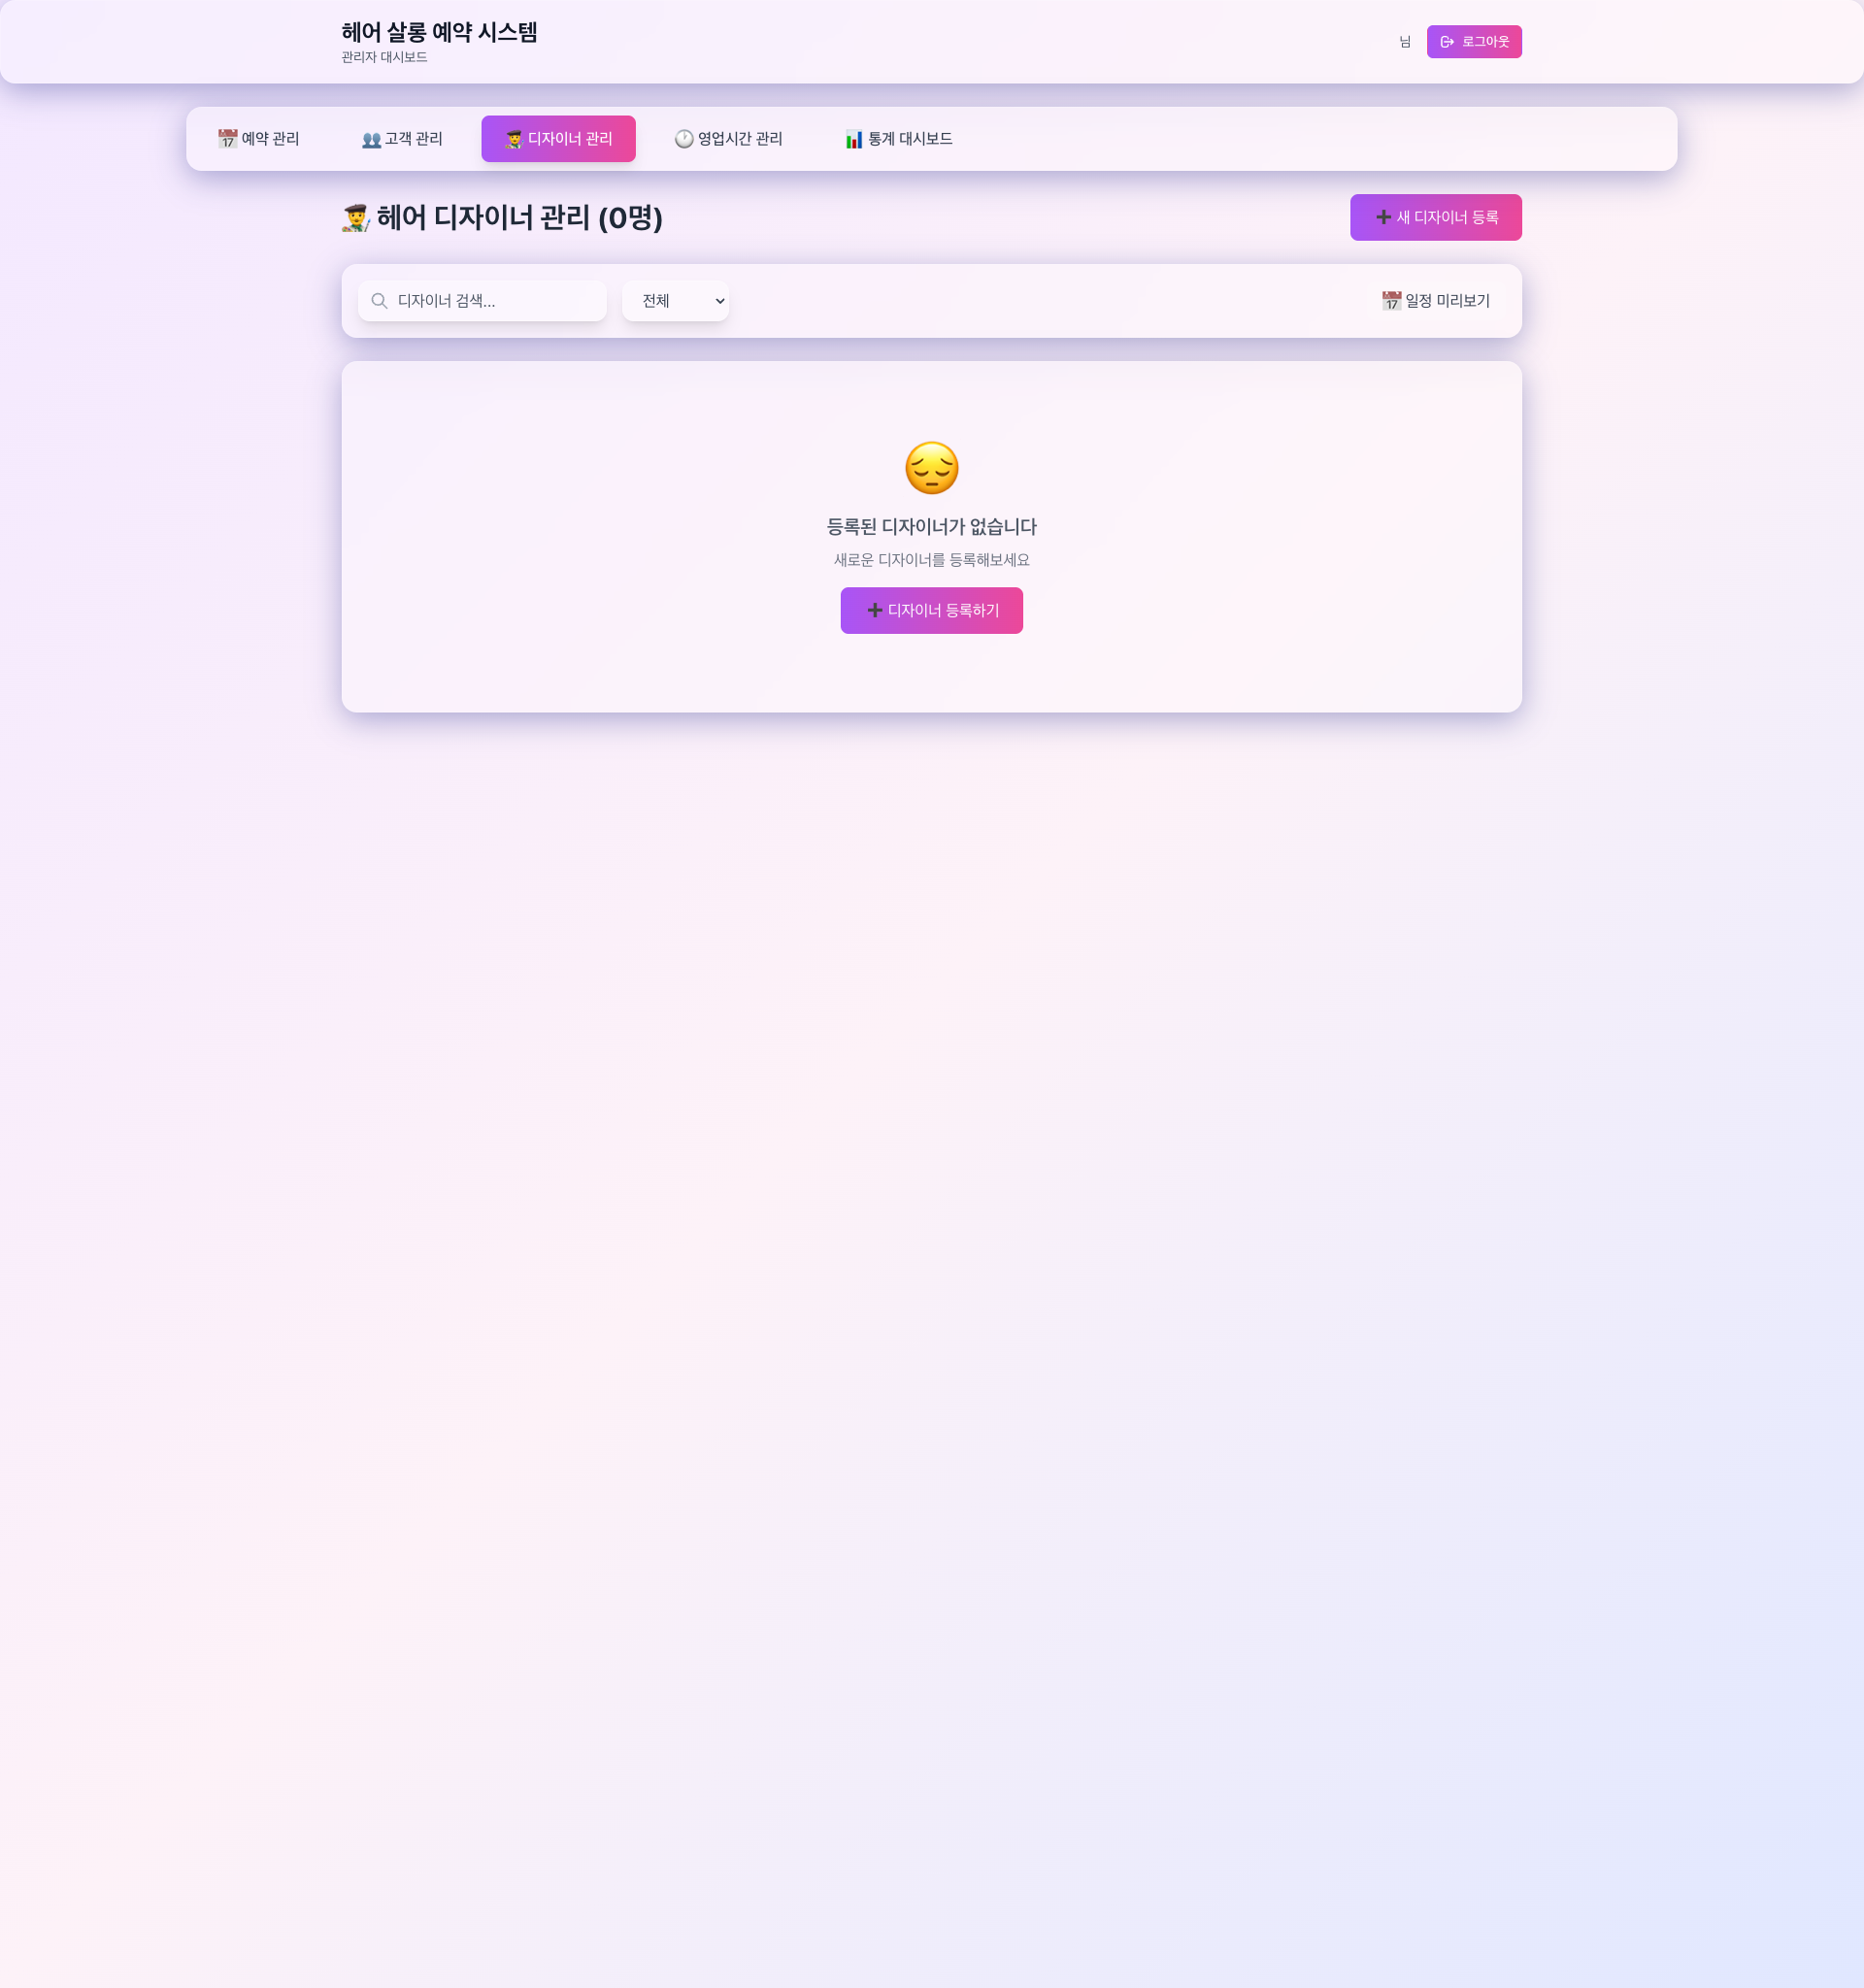 헤어 살롱 예약 시스템
관리자 대시보드
님
로그아웃
📅 예약 관리
👥 고객 관리
👨‍🎨 디자이너 관리
🕐 영업시간 관리
📊 통계 대시보드
👨‍🎨 헤어 디자이너 관리 (0명)
➕ 새 디자이너 등록
디자이너 검색...
전체
📅 일정 미리보기
등록된 디자이너가 없습니다
새로운 디자이너를 등록해보세요
➕ 디자이너 등록하기